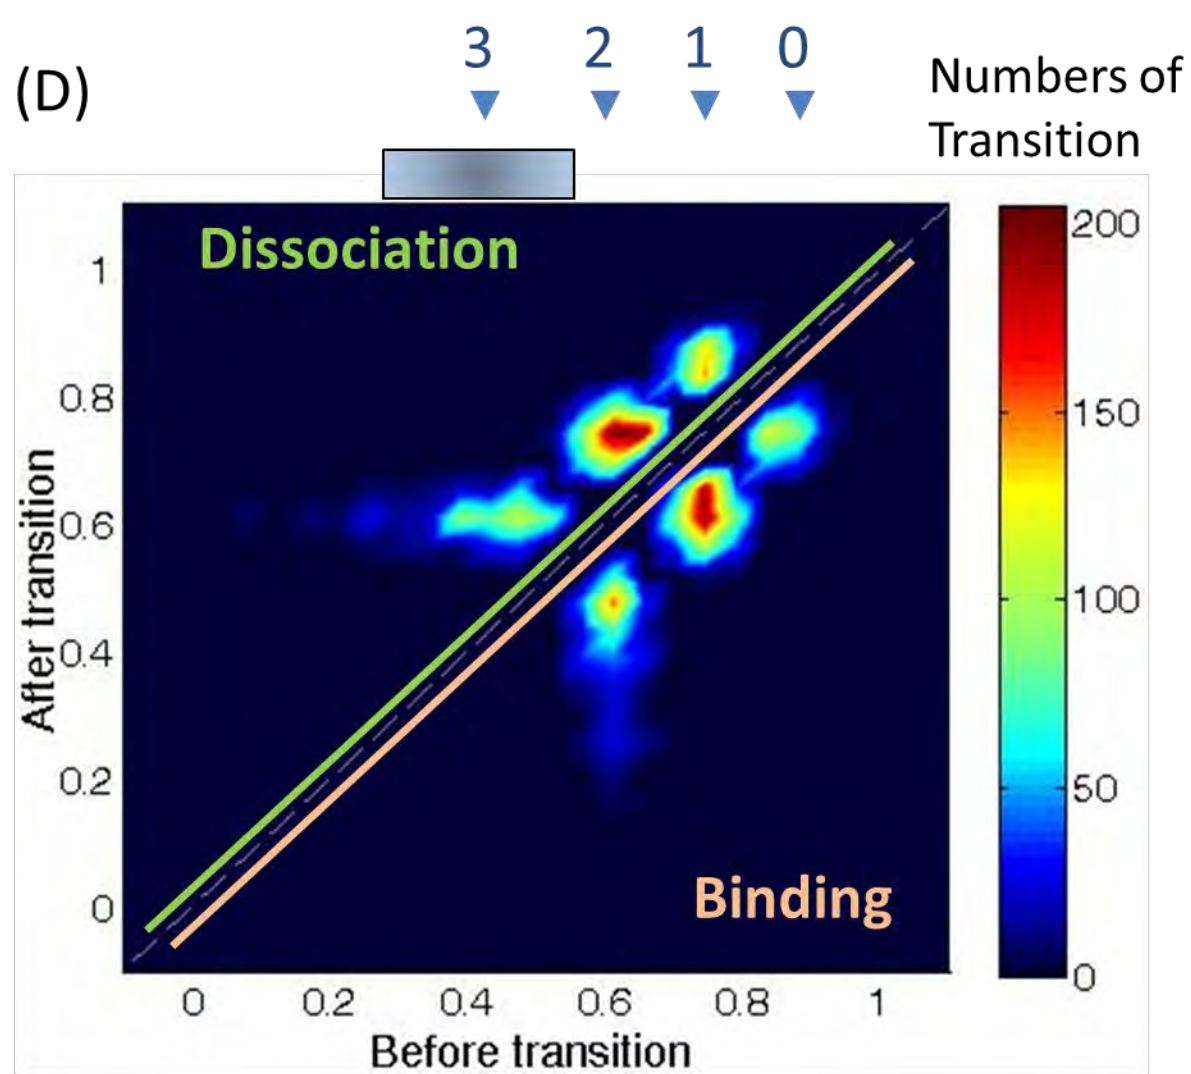 3 2 1 0
(D)
Numbers of
Transition
Dissociation
Binding
After transition
1
0.8
0.6
0.4
0.2
0
0 0.2 0.4 0.6 0.8 1
Before transition
200
150
100
50
0